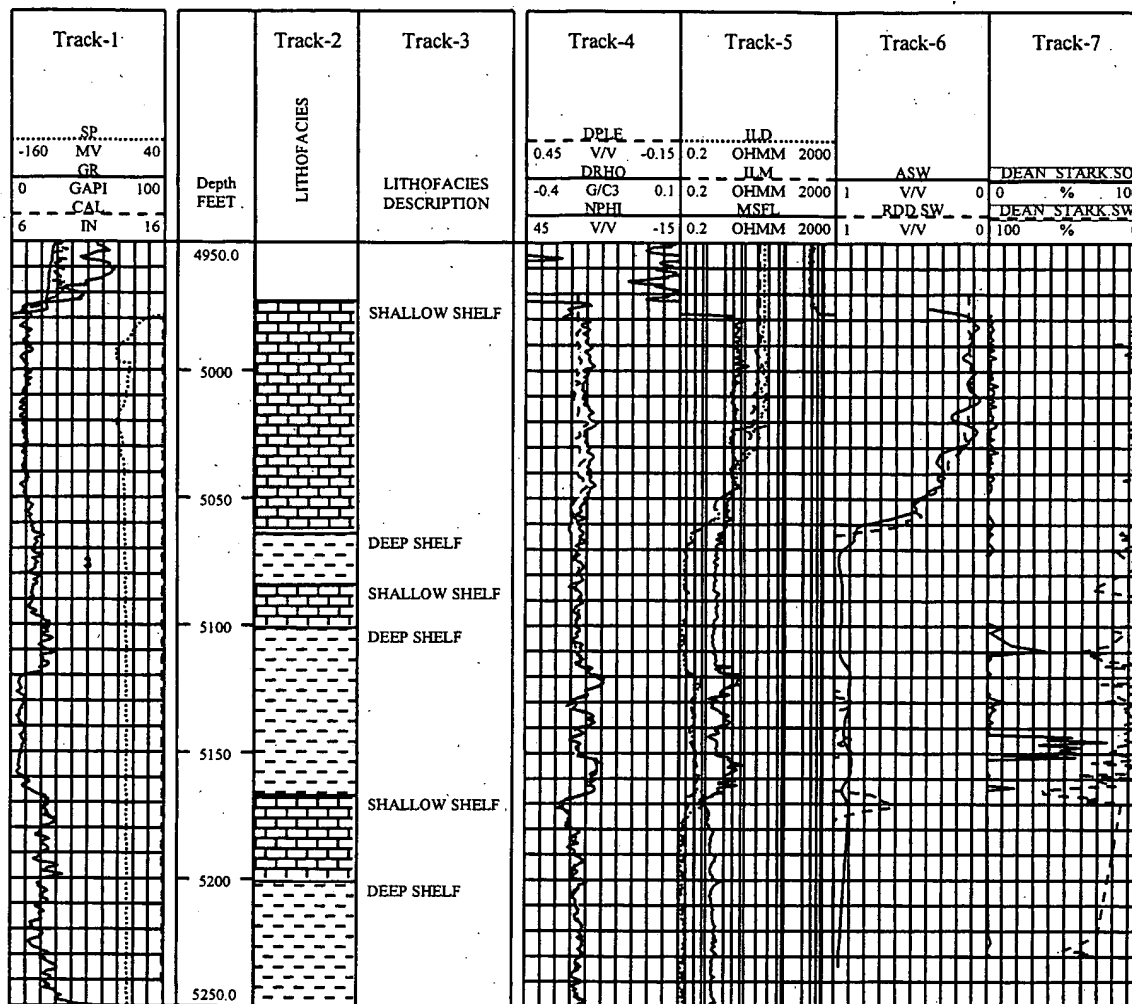 Track-1 Track-2 Track-3 Track-4 Track-5 Track-6 Track-7
SP
-160 MV 40
GR
0 GAPI 100
CAL
6 IN 16
Depth
FEET
LITHOFACIES
LITHOFACIES
DESCRIPTION
DPLE
0.45 V/V -0.15
DRHO
-0.4 G/C3 0.1
NPHI
45 V/V -15
ILD
0.2 OHMM 2000
ILM
0.2 OHMM 2000
MSFL
0.2 OHMM 2000
ASW
1 V/V 0
RDD SW
1 V/V 0
DEAN STARK.SO
0 % 100
DEAN STARK.SW
100 %
4950.0
SHALLOW SHELF
5000
5050
DEEP SHELF
SHALLOW SHELF
5100
DEEP SHELF
5150
SHALLOW SHELF
5200
DEEP SHELF
5250.0